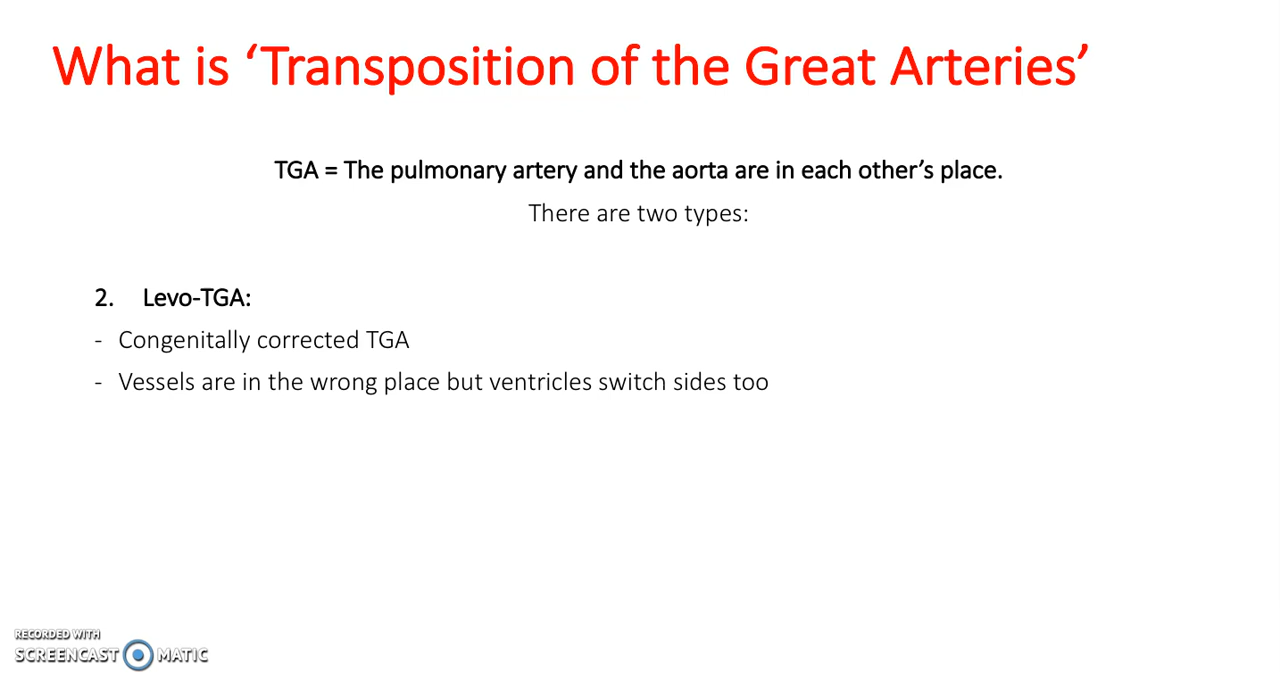 What is ‘Transposition of the Great Arteries’
TGA = The pulmonary artery and the aorta are in each other’s place.
There are two types:
2. Levo-TGA:
- Congenitally corrected TGA
- Vessels are in the wrong place but ventricles switch sides too
RECORDED WITH
SCREENCAST MATIC